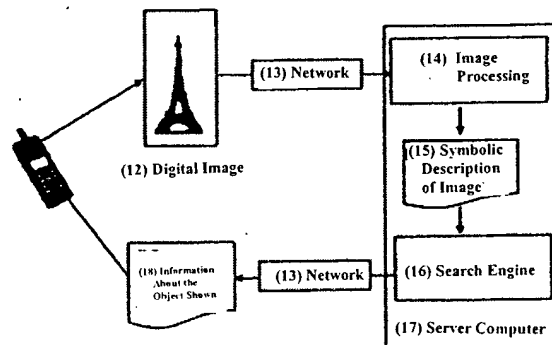 (13) Network
(14) Image
Processing
(12) Digital Image
(15) Symbolic
Description
of Image
(18) Information
About the
Object Shown
(13) Network
(16) Search Engine
(17) Server Computer